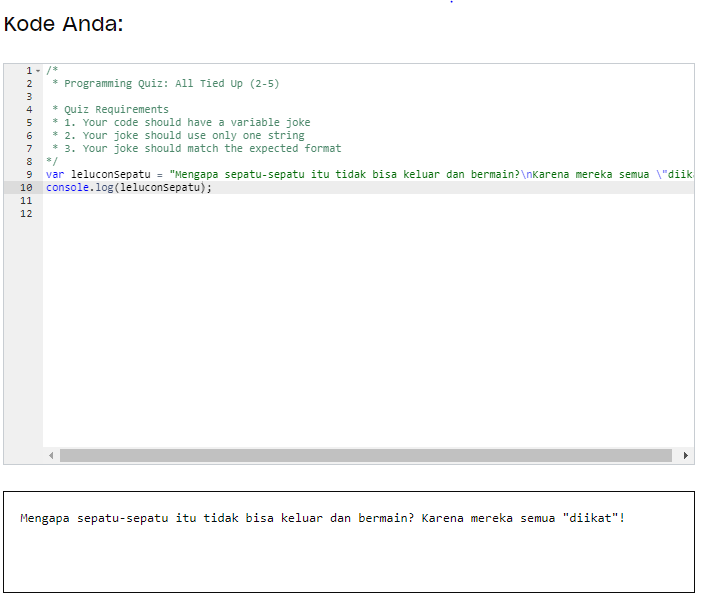 Kode Anda:
1 /*
2 * Programming Quiz: All Tied Up (2-5)
3
4 * Quiz Requirements
5 * 1. Your code should have a variable joke
6 * 2. Your joke should use only one string
7 * 3. Your joke should match the expected format
8 */
9 var leluconSepatu = "Mengapa sepatu-sepatu itu tidak bisa keluar dan bermain?\nKarena mereka semua \"diik
10 console.log(leluconSepatu);
11
12
Mengapa sepatu-sepatu itu tidak bisa keluar dan bermain? Karena mereka semua "diikat"!